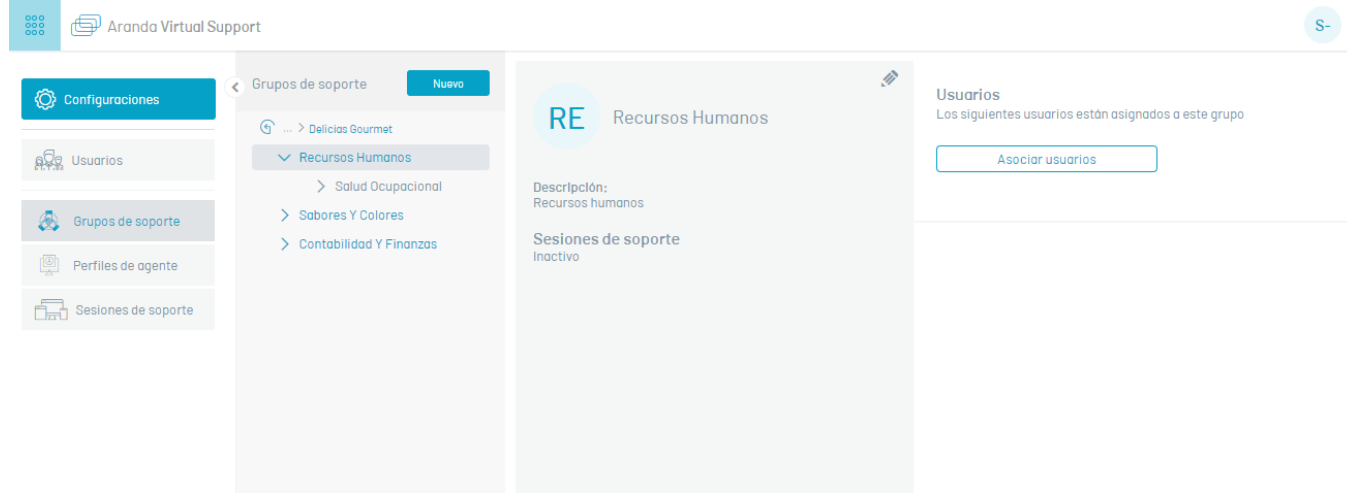 Aranda Virtual Support
S-
Configuraciones
Usuarios
Grupos de soporte
Perfiles de agente
Sesiones de soporte
Grupos de soporte
Nuevo
... > Delicias Gourmet
Recursos Humanos
Salud Ocupacional
Sabores Y Colores
Contabilidad Y Finanzas
RE
Recursos Humanos
Descripción:
Recursos humanos
Sesiones de soporte
Inactivo
Usuarios
Los siguientes usuarios están asignados a este grupo
Asociar usuarios